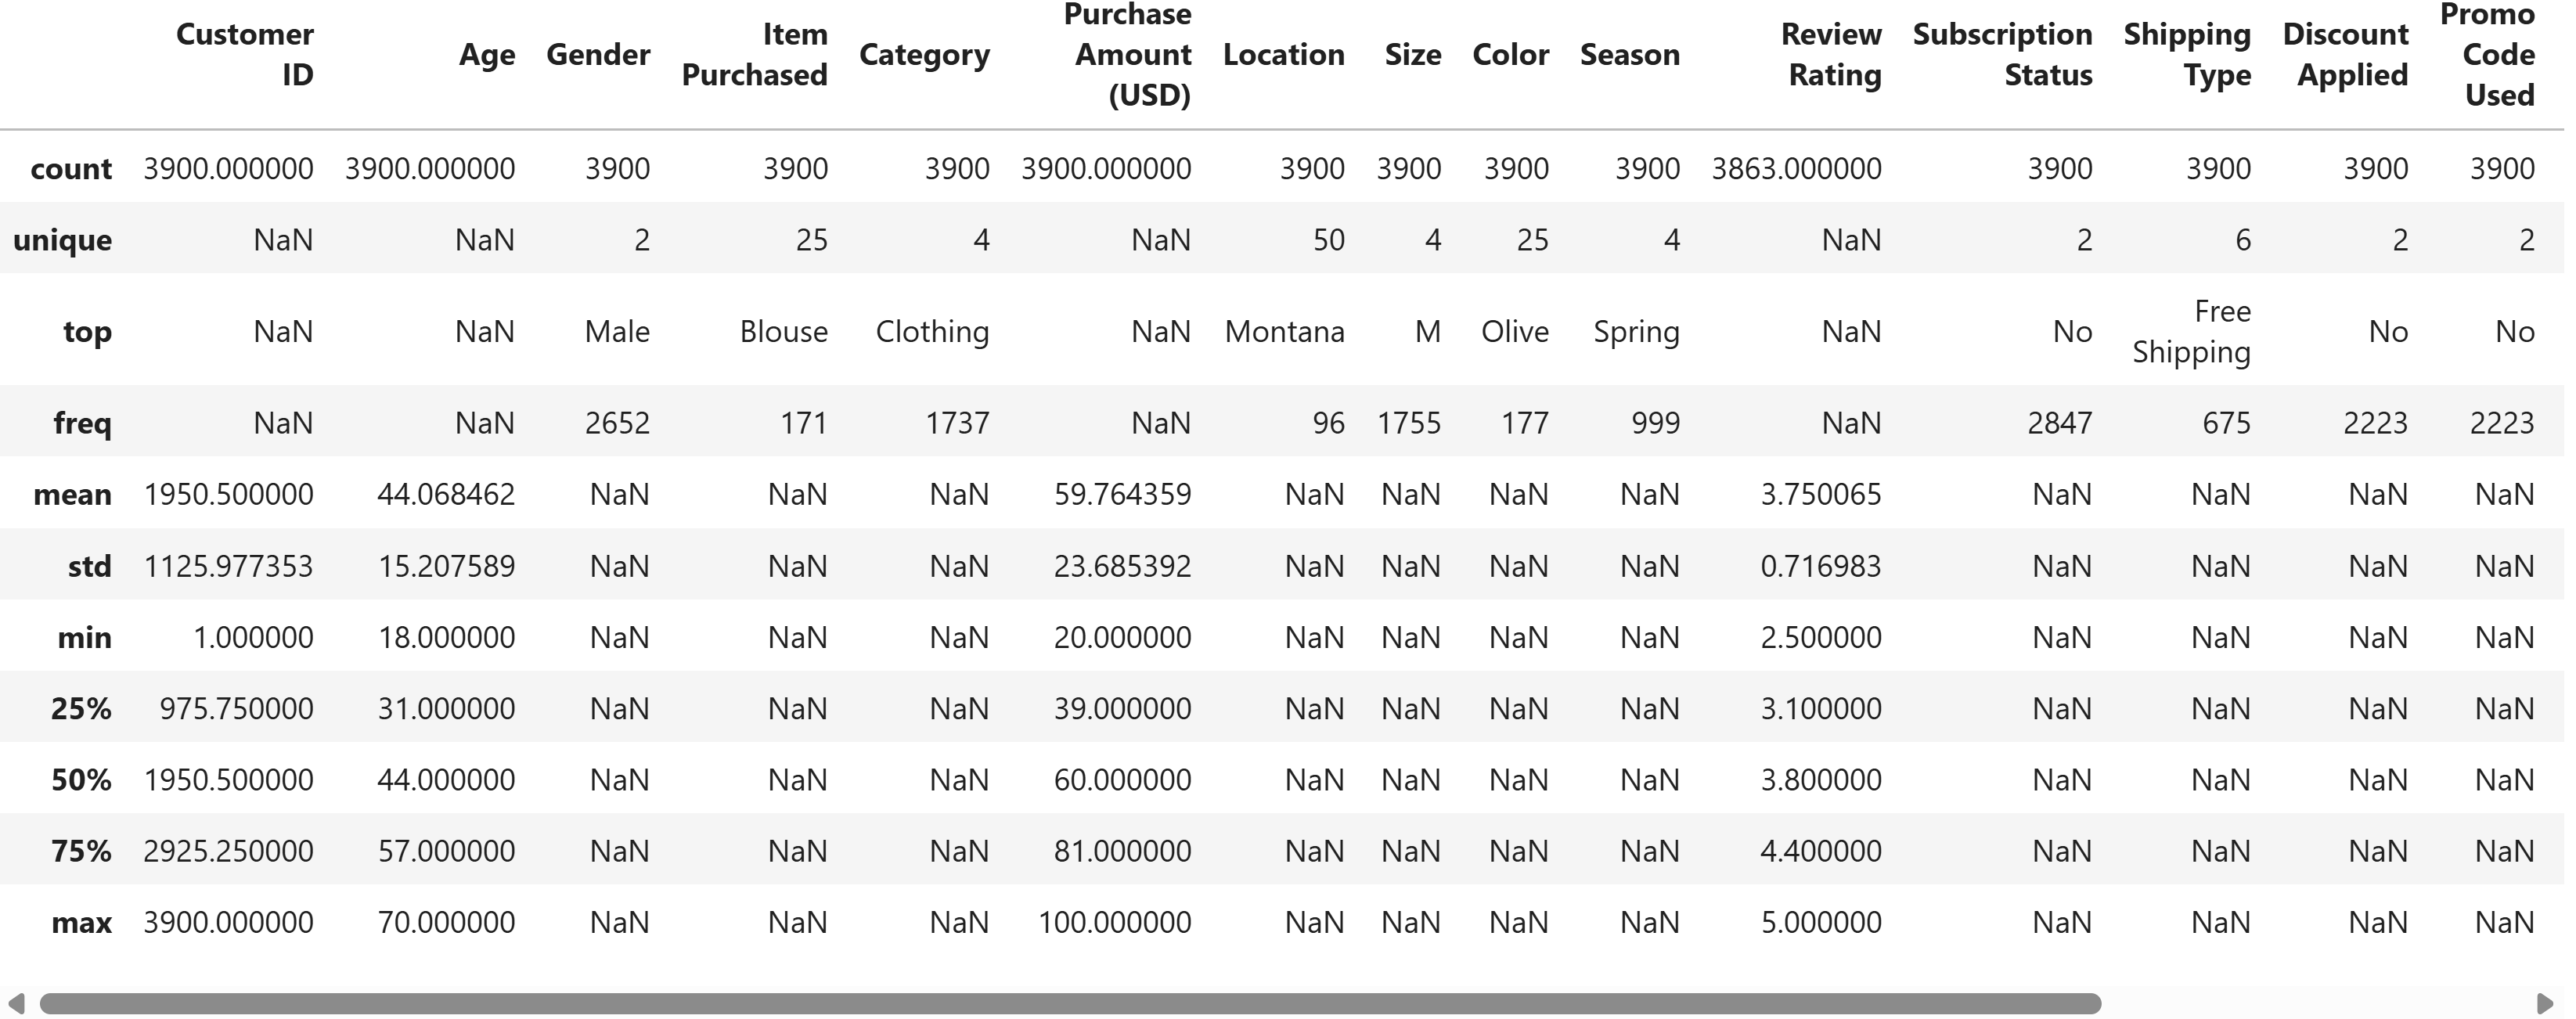 Customer ID Age Gender Item Purchased Category Purchase Amount (USD) Location Size Color Season Review Rating Subscription Status Shipping Type Discount Applied Promo Code Used
count 3900.000000 3900.000000 3900 3900 3900 3900.000000 3900 3900 3900 3900 3863.000000 3900 3900 3900 3900
unique NaN NaN 2 25 4 NaN 50 4 25 4 NaN 2 6 2 2
top NaN NaN Male Blouse Clothing NaN Montana M Olive Spring NaN No Free Shipping No No
freq NaN NaN 2652 171 1737 NaN 96 1755 177 999 NaN 2847 675 2223 2223
mean 1950.500000 44.068462 NaN NaN NaN 59.764359 NaN NaN NaN NaN 3.750065 NaN NaN NaN NaN
std 1125.977353 15.207589 NaN NaN NaN 23.685392 NaN NaN NaN NaN 0.716983 NaN NaN NaN NaN
min 1.000000 18.000000 NaN NaN NaN 20.000000 NaN NaN NaN NaN 2.500000 NaN NaN NaN NaN
25% 975.750000 31.000000 NaN NaN NaN 39.000000 NaN NaN NaN NaN 3.100000 NaN NaN NaN NaN
50% 1950.500000 44.000000 NaN NaN NaN 60.000000 NaN NaN NaN NaN 3.800000 NaN NaN NaN NaN
75% 2925.250000 57.000000 NaN NaN NaN 81.000000 NaN NaN NaN NaN 4.400000 NaN NaN NaN NaN
max 3900.000000 70.000000 NaN NaN NaN 100.000000 NaN NaN NaN NaN 5.000000 NaN NaN NaN NaN